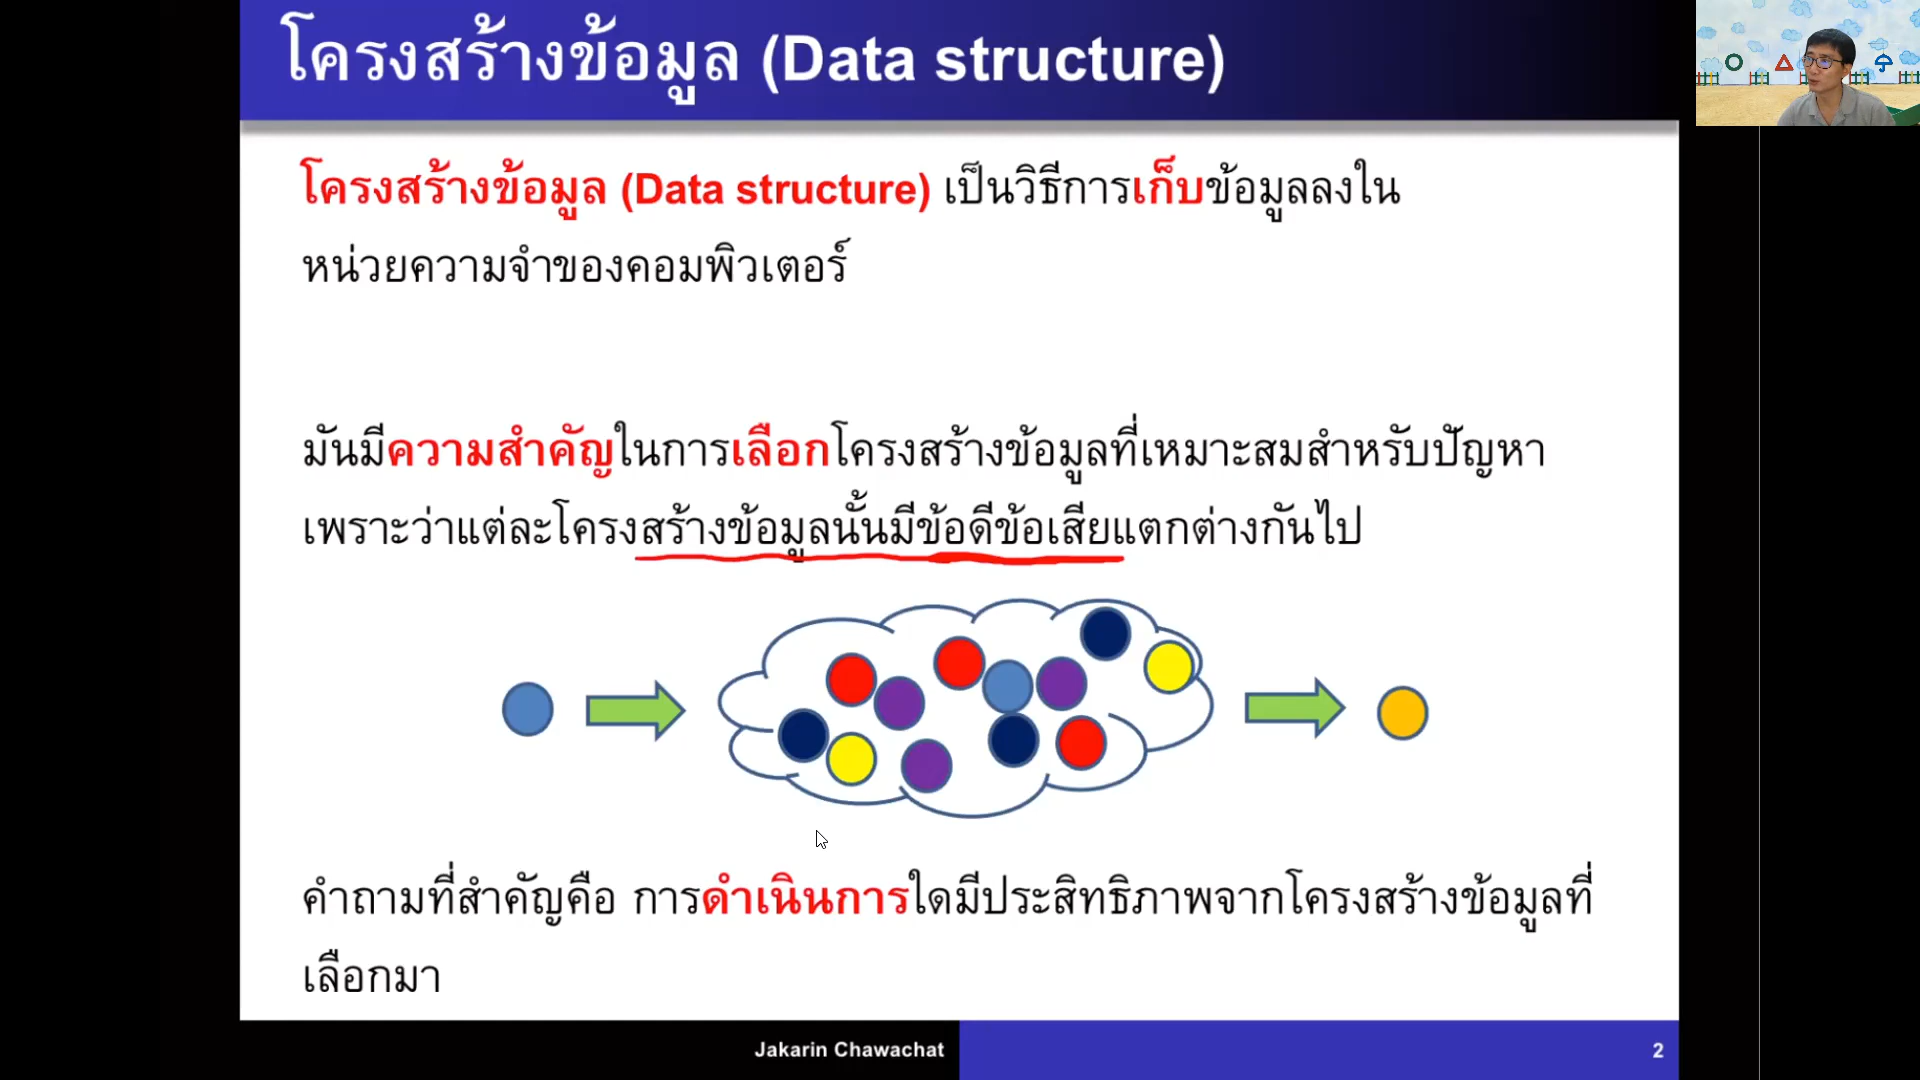 โครงสร้างข้อมูล (Data structure)
โครงสร้างข้อมูล (Data structure) เป็นวิธีการเก็บข้อมูลลงใน
หน่วยความจำของคอมพิวเตอร์
มันมีความสำคัญในการเลือกโครงสร้างข้อมูลที่เหมาะสมสำหรับปัญหา
เพราะว่าแต่ละโครงสร้างข้อมูลนั้นมีข้อดีข้อเสียแตกต่างกันไป
คำถามที่สำคัญคือ การดำเนินการใดมีประสิทธิภาพจากโครงสร้างข้อมูลที่
เลือกมา
Jakarin Chawachat
2